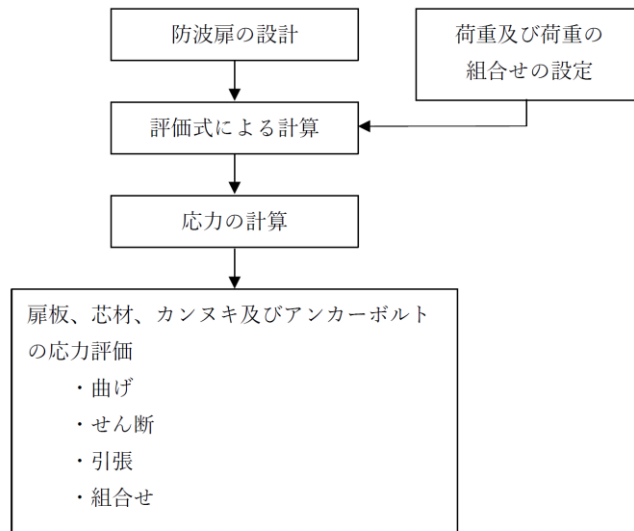 防波扉の設計
荷重及び荷重の
組合せの設定
評価式による計算
応力の計算
扉板、芯材、カンヌキ及びアンカーボルト
の応力評価
・曲げ
・せん断
・引張
・組合せ